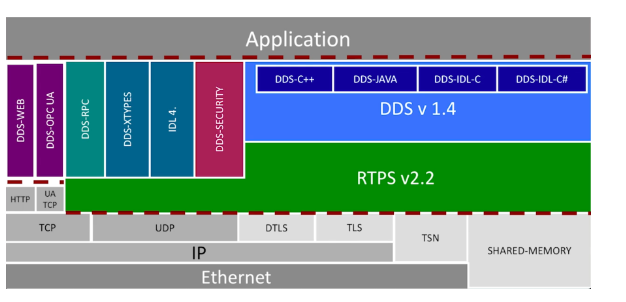 Application
DDS-WEB
DDS-OPC UA
DDS-RPC
DDS-XTYPES
IDL 4.
DDS-SECURITY
DDS-C++
DDS-JAVA
DDS-IDL-C
DDS-IDL-C#
DDS v 1.4
RTPS v2.2
HTTP
UA
TCP
TCP
UDP
DTLS
TLS
TSN
SHARED-MEMORY
IP
Ethernet